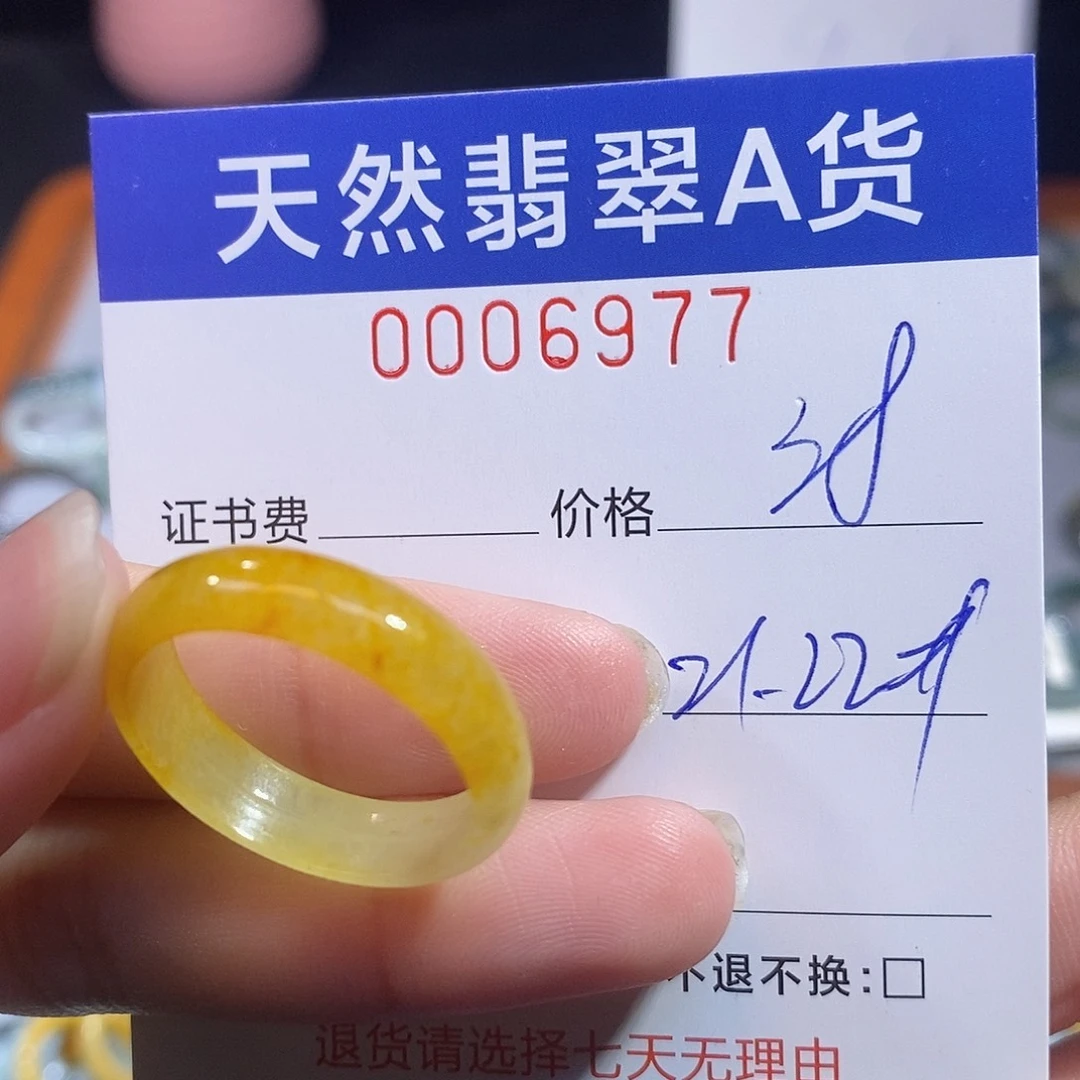 天然翡翠A货
0006977
证书费 价格
21-22
不退不换:□
退货请选择七天无理由